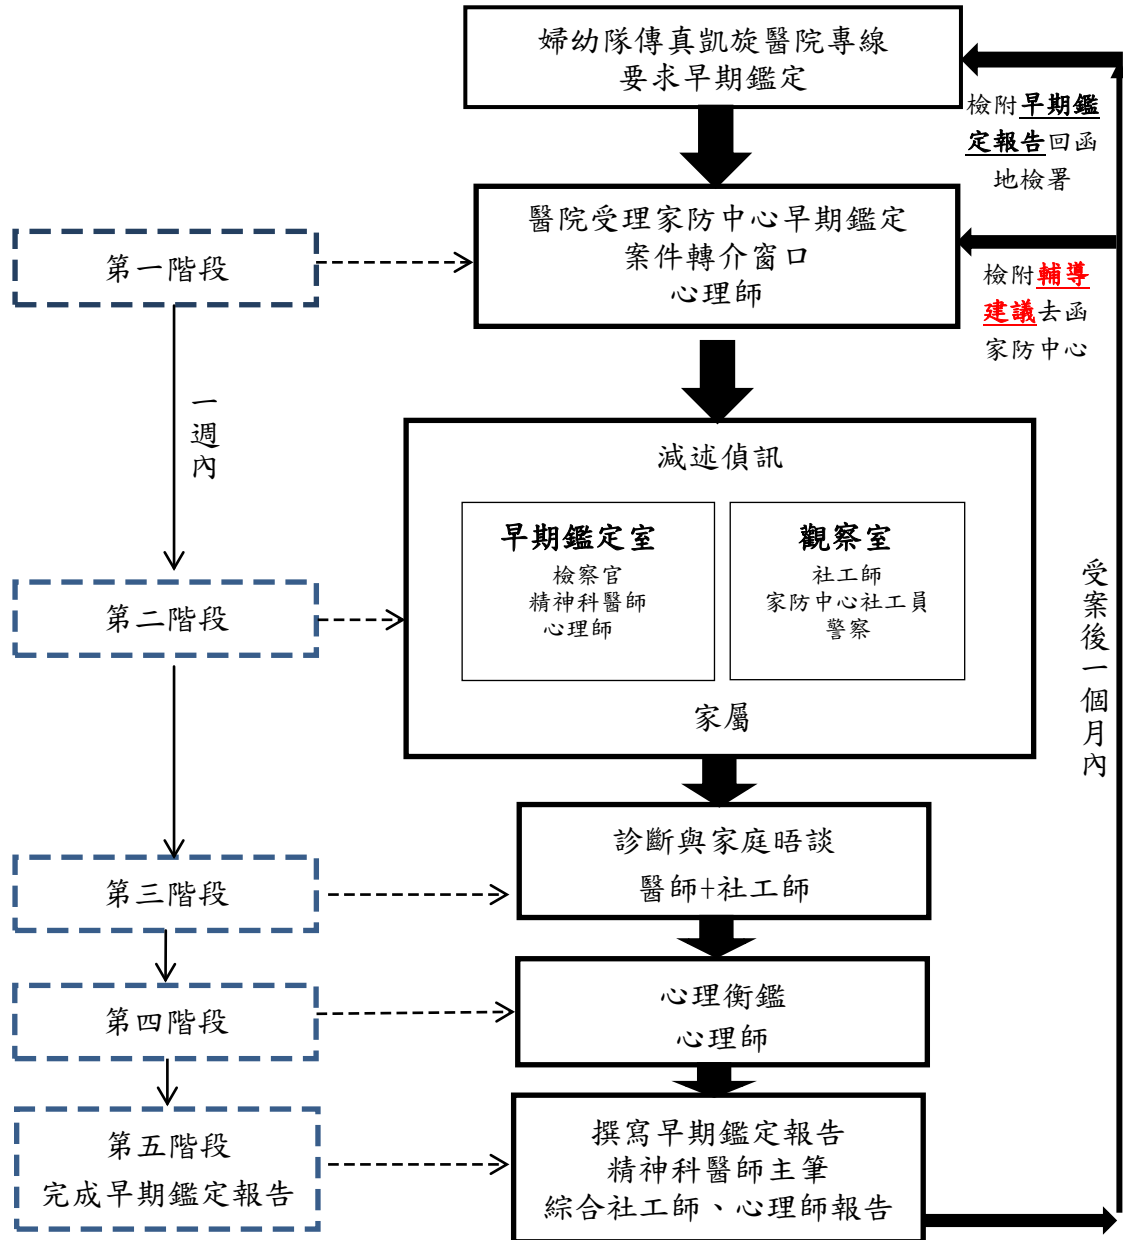 婦幼隊傳真凱旋醫院專線
要求早期鑑定
檢附早期鑑
定報告回函
地檢署
醫院受理家防中心早期鑑定
案件轉介窗口
心理師
第一階段
檢附輔導
建議去函
家防中心
一週內
減述偵訊
早期鑑定室
檢察官
精神科醫師
心理師
觀察室
社工師
家防中心社工員
警察
家屬
第二階段
受案後一個月內
診斷與家庭晤談
醫師+社工師
第三階段
心理衡鑑
心理師
第四階段
第五階段
完成早期鑑定報告
撰寫早期鑑定報告
精神科醫師主筆
綜合社工師、心理師報告